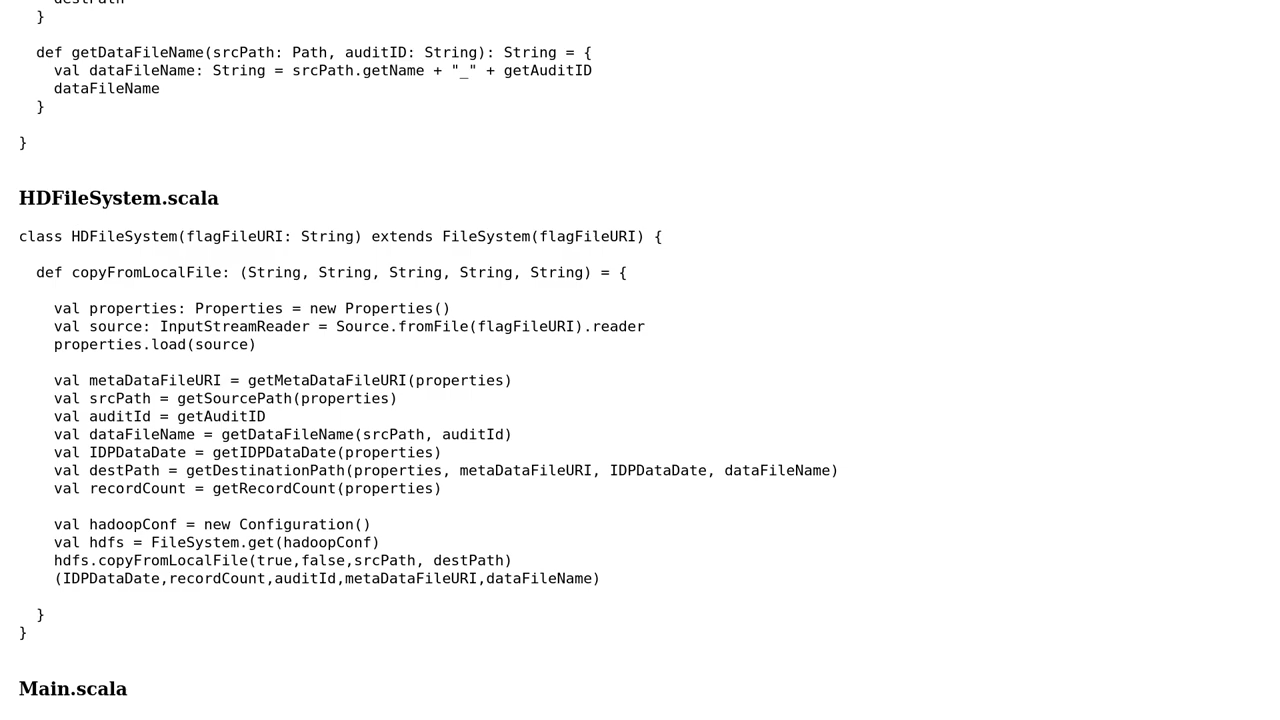 destPath
}
def getDataFileName(srcPath: Path, auditID: String): String = {
val dataFileName: String = srcPath.getName + "_" + getAuditID
dataFileName
}
}
HDFileSystem.scala
class HDFileSystem(flagFileURI: String) extends FileSystem(flagFileURI) {
def copyFromLocalFile: (String, String, String, String, String) = {
val properties: Properties = new Properties()
val source: InputStreamReader = Source.fromFile(flagFileURI).reader
properties.load(source)
val metaDataFileURI = getMetaDataFileURI(properties)
val srcPath = getSourcePath(properties)
val auditId = getAuditID
val dataFileName = getDataFileName(srcPath, auditId)
val IDPDataDate = getIDPDataDate(properties)
val destPath = getDestinationPath(properties, metaDataFileURI, IDPDataDate, dataFileName)
val recordCount = getRecordCount(properties)
val hadoopConf = new Configuration()
val hdfs = FileSystem.get(hadoopConf)
hdfs.copyFromLocalFile(true,false,srcPath, destPath)
(IDPDataDate,recordCount,auditId,metaDataFileURI,dataFileName)
}
}
Main.scala